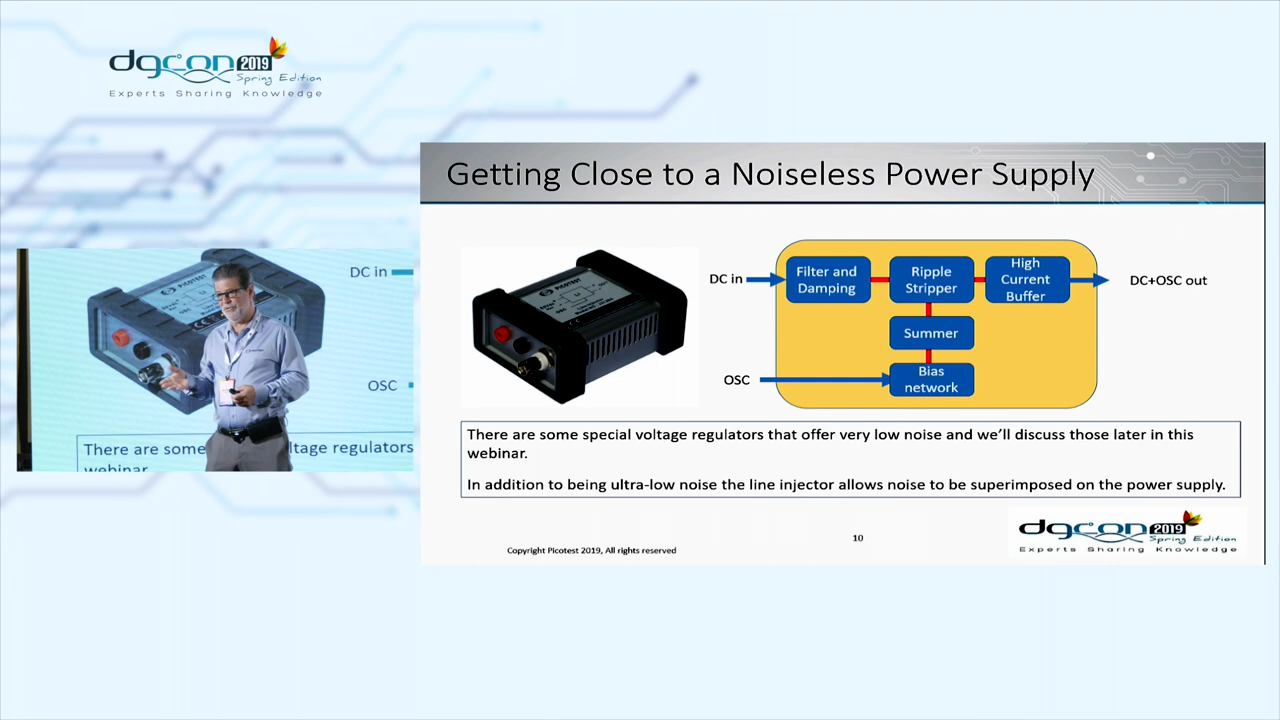 dgcon 2019
Spring Edition
Experts Sharing Knowledge
Getting Close to a Noiseless Power Supply
PICOTEST
DC in
OSC
There are some
ltage regulators
webinar
DC in
Filter and
Damping
Ripple
Stripper
High
Current
Buffer
DC+OSC out
Summer
OSC
Bias
network
There are some special voltage regulators that offer very low noise and we'll discuss those later in this
webinar.
In addition to being ultra-low noise the line injector allows noise to be superimposed on the power supply.
PICOTEST
10
Copyright Picotest 2019, All rights reserved
dgcon 2019
Spring Edition
Experts Sharing Knowledge